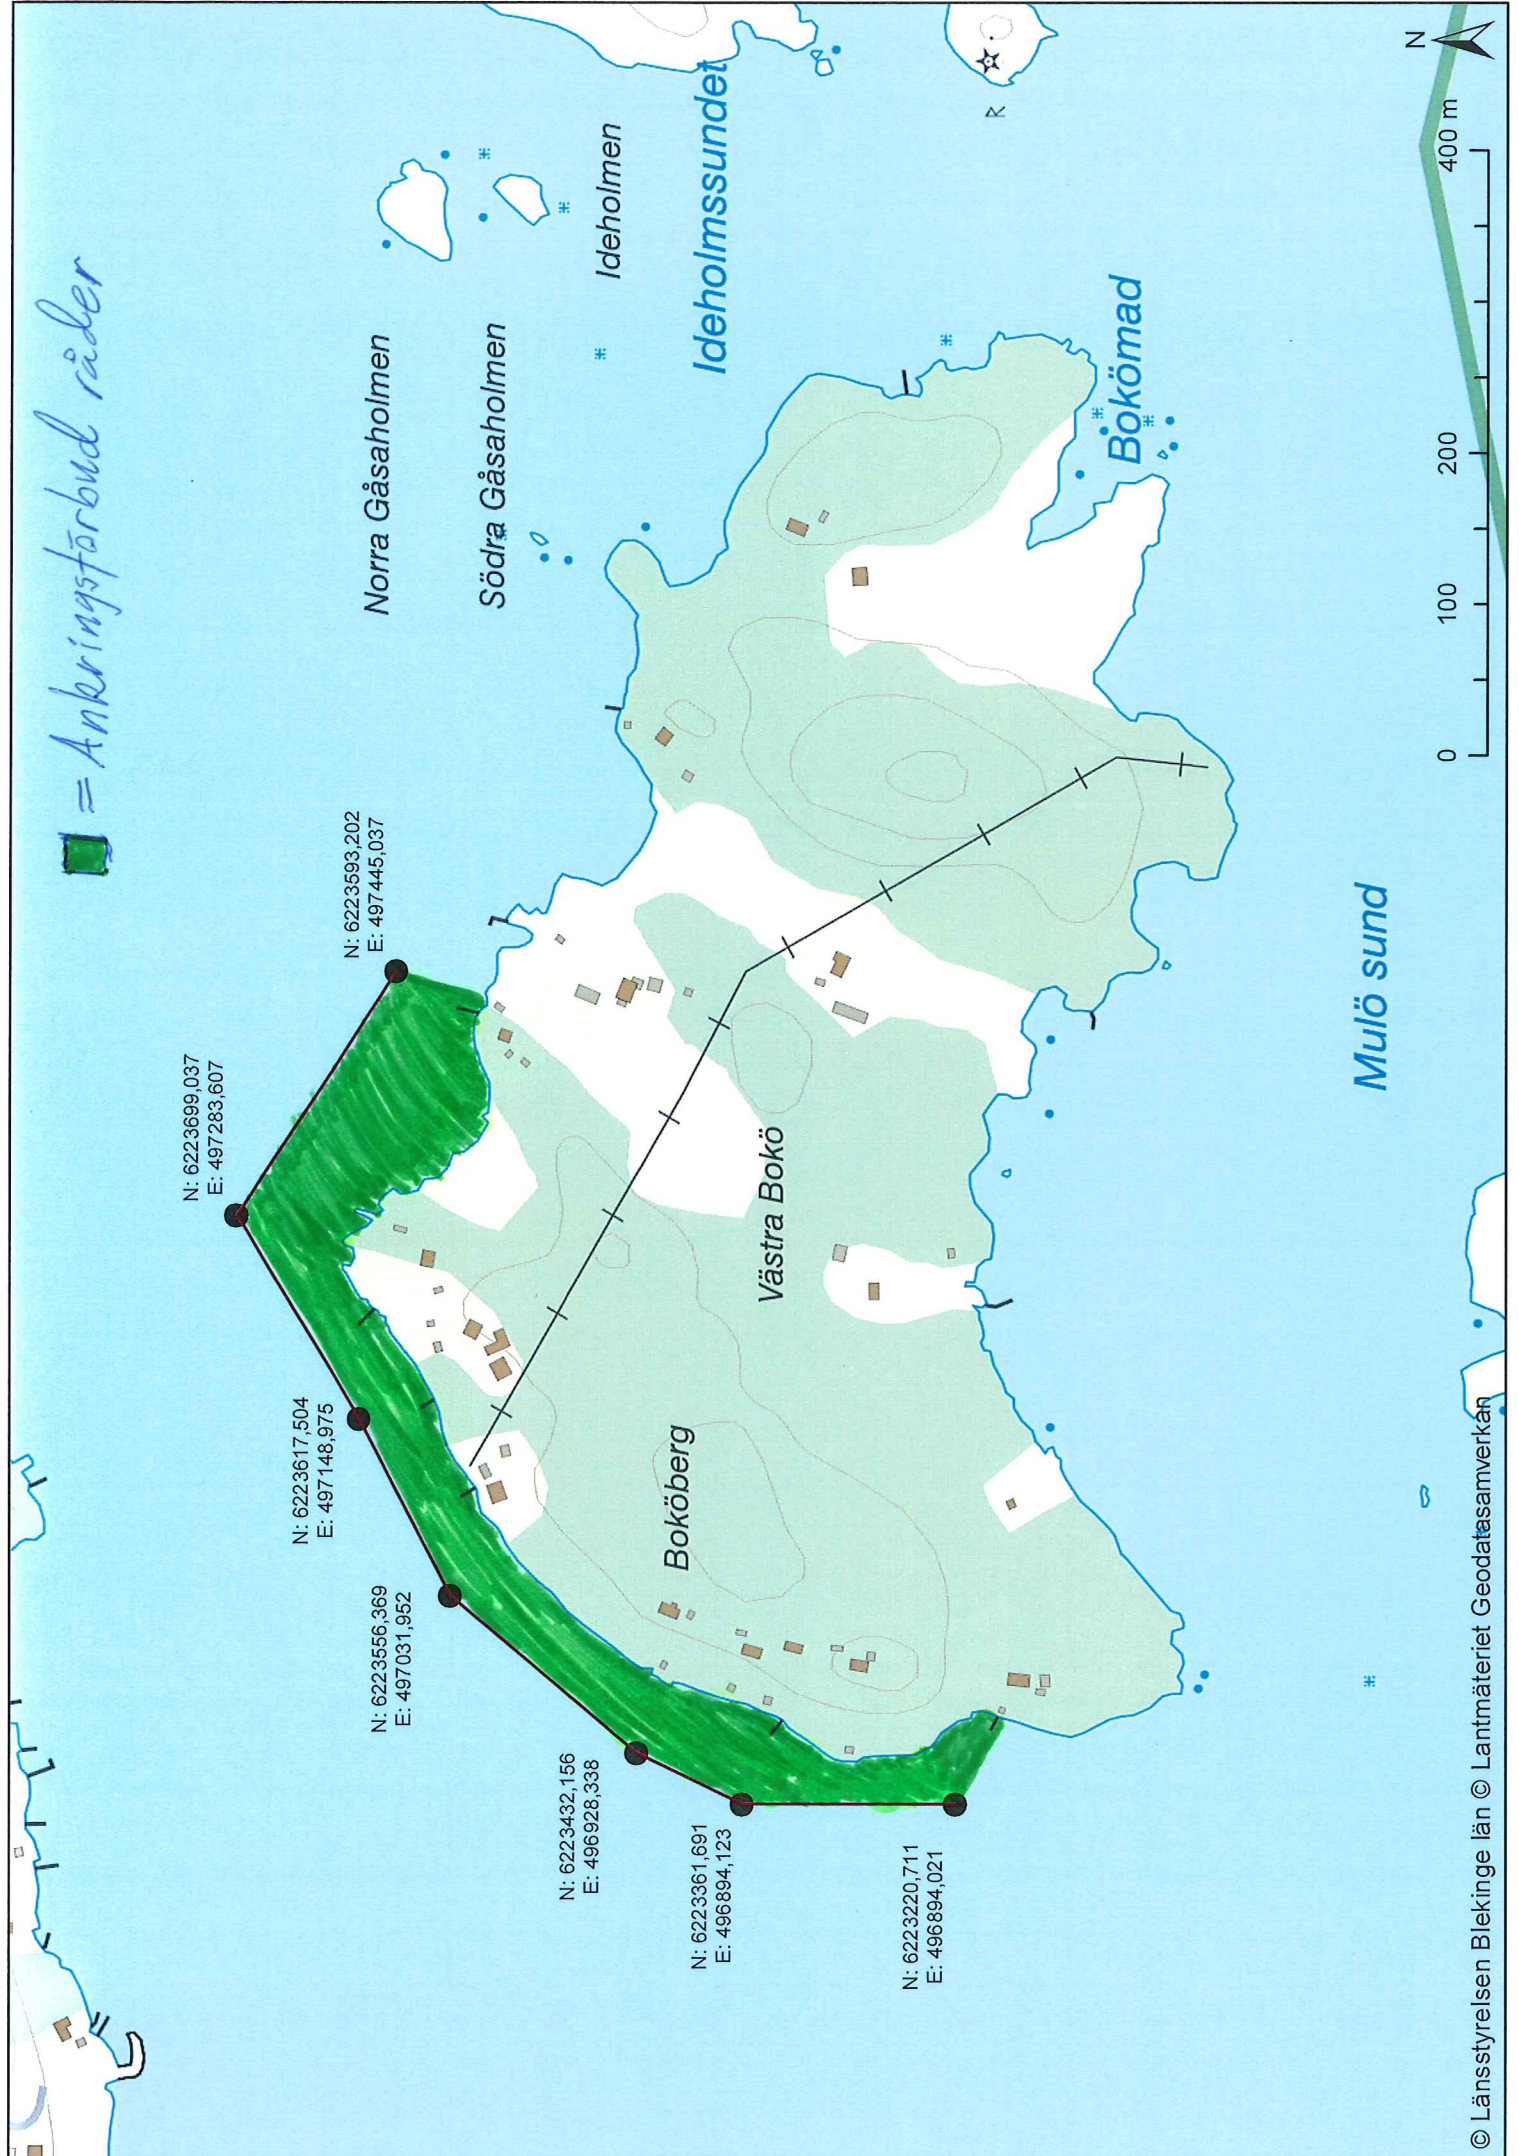 = Ankringsförbud råder
N: 6223699,037
E: 497283,607
N: 6223593,202
E: 497445,037
N: 6223617,504
E: 497148,975
N: 6223556,369
E: 497031,952
N: 6223432,156
E: 496928,338
N: 6223361,691
E: 496894,123
N: 6223220,711
E: 496894,021
Norra Gåsaholmen
Södra Gåsaholmen
Ideholmen
Ideholmssundet
Boköberg
Västra Bokö
Bokömad
Mulö sund
R
N
0
100
200
400 m
© Länsstyrelsen Blekinge län © Lantmäteriet Geodatasamverkan